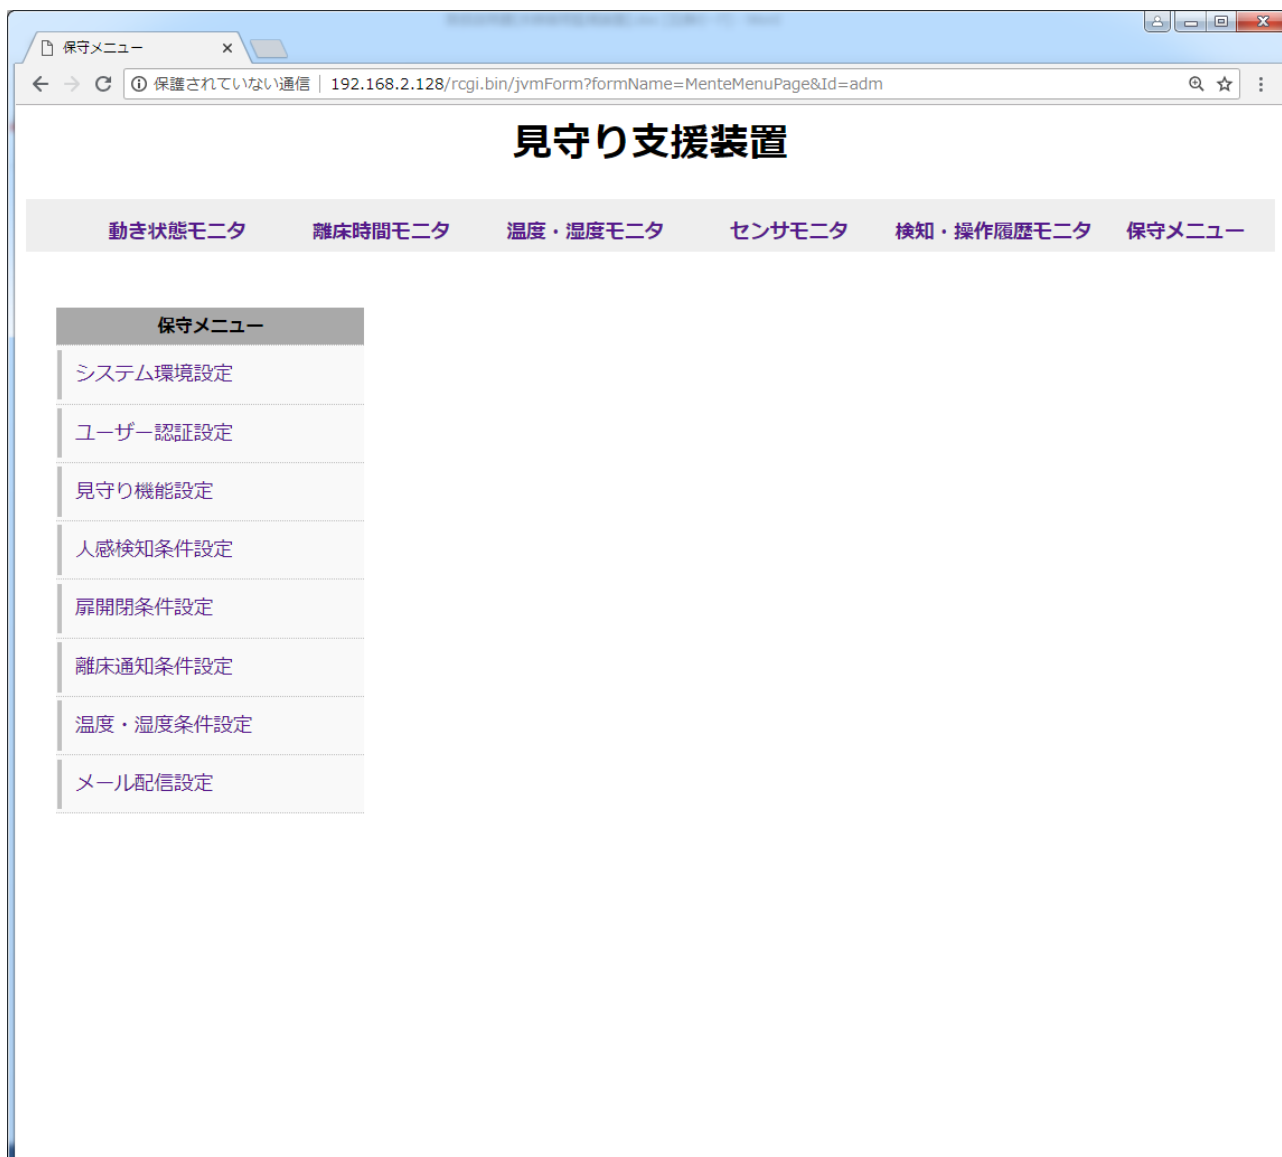 保守メニュー
保護されていない通信 | 192.168.2.128/rcgi.bin/jvmForm?formName=MenteMenuPage&Id=adm
見守り支援装置
動き状態モニタ 離床時間モニタ 温度・湿度モニタ センサモニタ 検知・操作履歴モニタ 保守メニュー
保守メニュー
システム環境設定
ユーザー認証設定
見守り機能設定
人感検知条件設定
扉開閉条件設定
離床通知条件設定
温度・湿度条件設定
メール配信設定